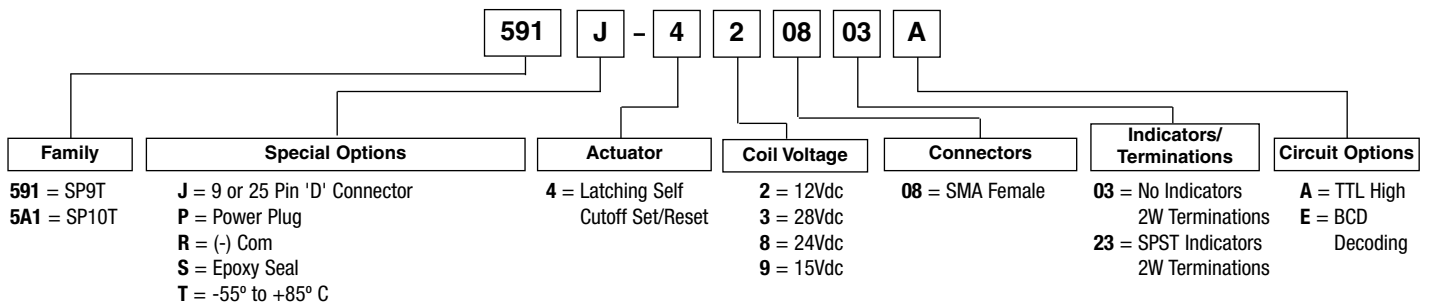 591 J – 4 2 08 03 A
Family
591 = SP9T
5A1 = SP10T
Special Options
J = 9 or 25 Pin 'D' Connector
P = Power Plug
R = (-) Com
S = Epoxy Seal
T = -55º to +85º C
Actuator
4 = Latching Self
Cutoff Set/Reset
Coil Voltage
2 = 12Vdc
3 = 28Vdc
8 = 24Vdc
9 = 15Vdc
Connectors
08 = SMA Female
Indicators/
Terminations
03 = No Indicators
2W Terminations
23 = SPST Indicators
2W Terminations
Circuit Options
A = TTL High
E = BCD
Decoding